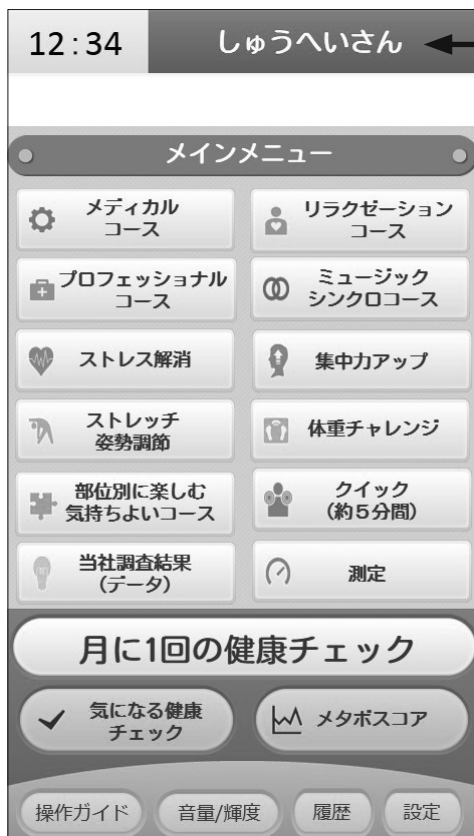 12:34
しゅうへいさん
メインメニュー
メディカル
コース
リラクゼーション
コース
プロフェッショナル
コース
ミュージック
シンクロコース
ストレス解消
集中力アップ
ストレッチ
姿勢調節
体重チャレンジ
部位別に楽しむ
気持ちよいコース
クイック
(約5分間)
当社調査結果
(データ)
測定
月に1回の健康チェック
気になる健康
チェック
メタボスコア
操作ガイド
音量/輝度
履歴
設定